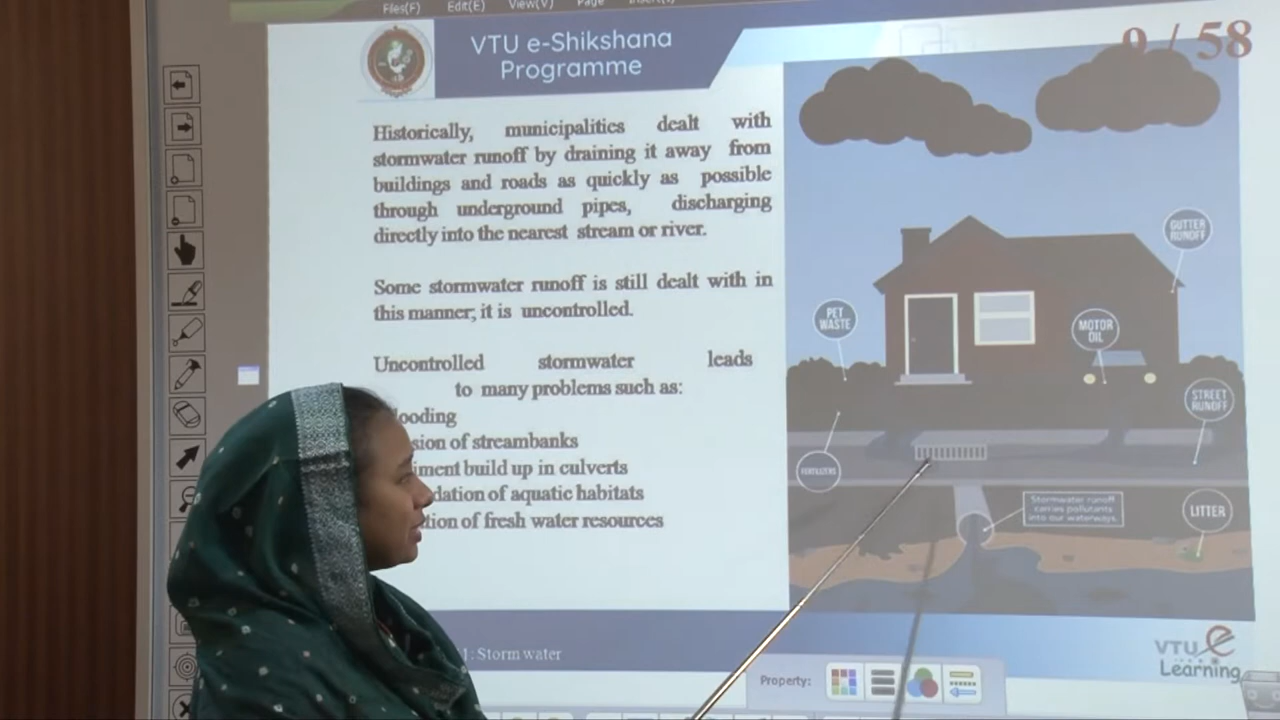 Files(F) Edit(E) View(V) Page
VTU e-Shikshana
Programme
9 / 58
Historically, municipalities dealt with
stormwater runoff by draining it away from
buildings and roads as quickly as possible
through underground pipes, discharging
directly into the nearest stream or river.
Some stormwater runoff is still dealt with in
this manner; it is uncontrolled.
Uncontrolled stormwater leads
to many problems such as:
looding
sion of streambanks
iment build up in culverts
dation of aquatic habitats
tion of fresh water resources
GUTTER
RUNOFF
PET
WASTE
MOTOR
OIL
STREET
RUNOFF
FERTILIZERS
Stormwater runoff
carries pollutants
into our waterways.
LITTER
1: Storm water
VTU e
Learning
Property: